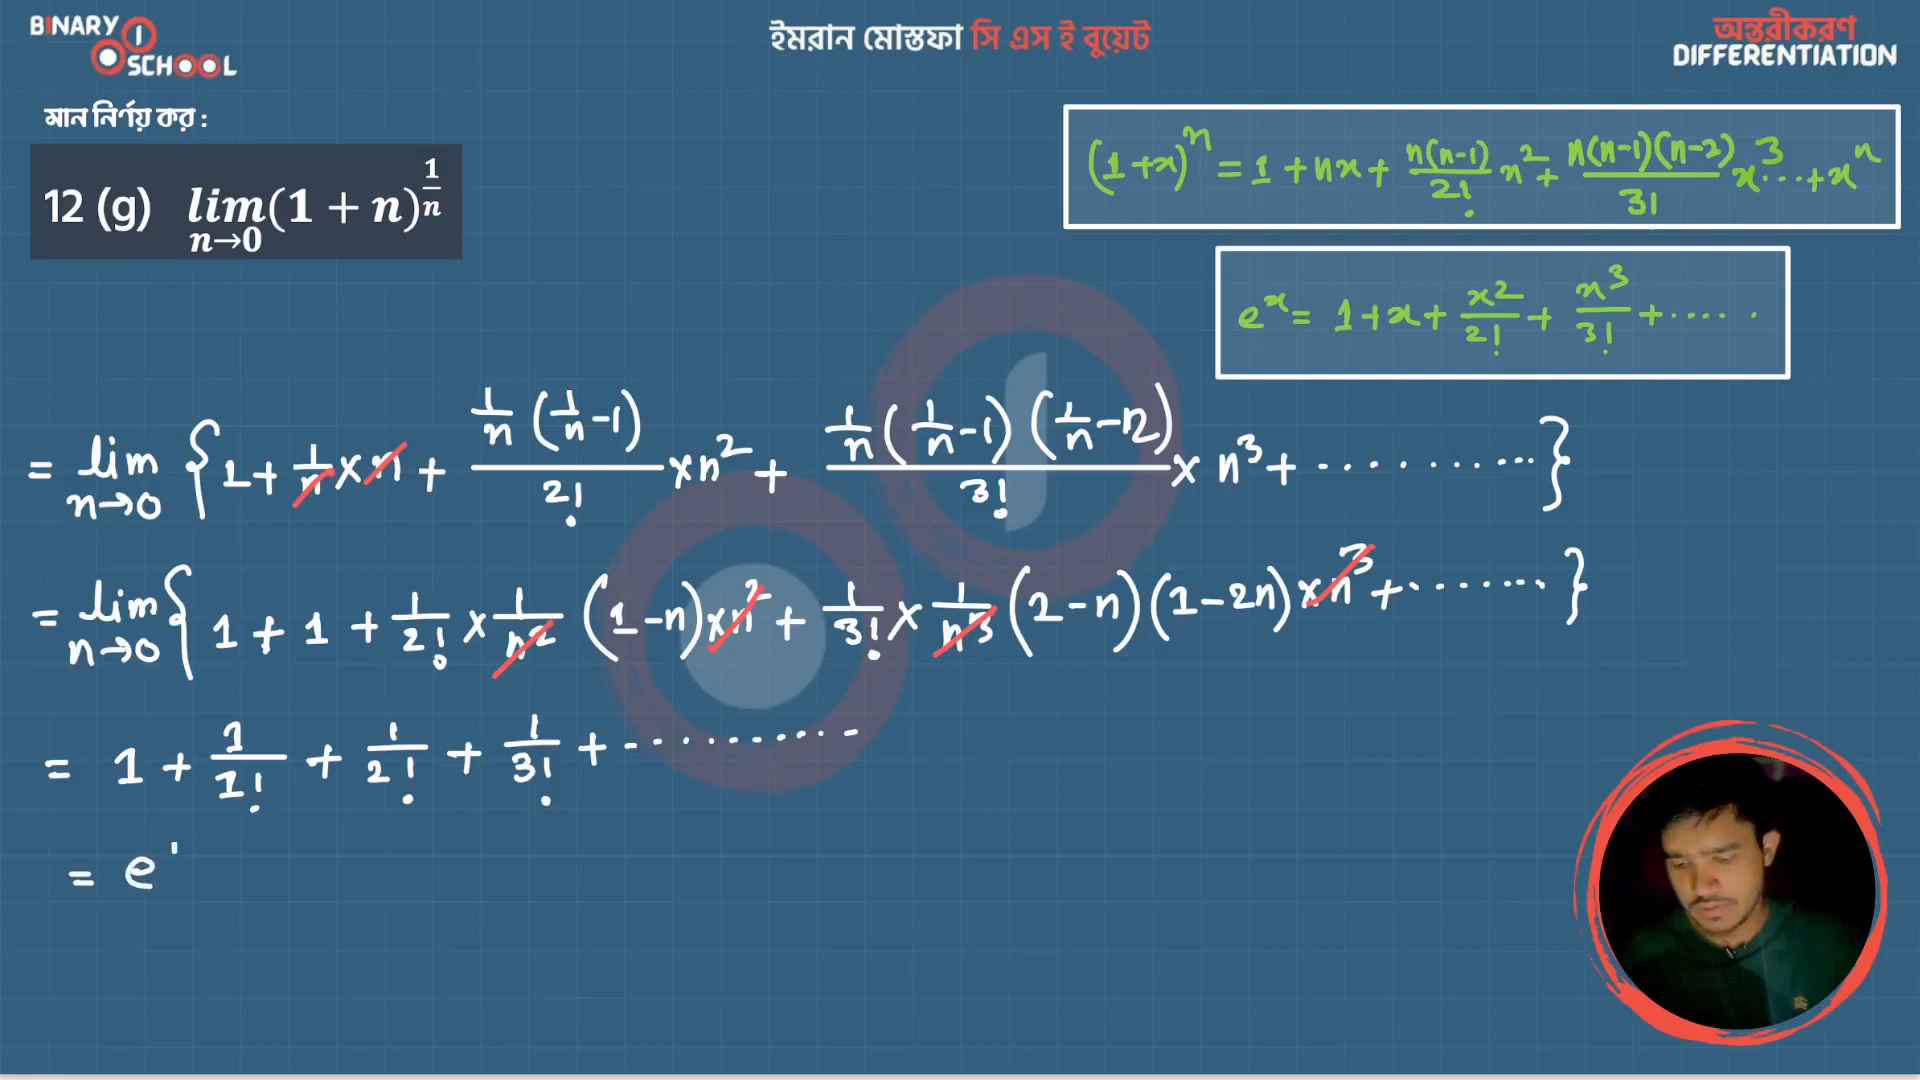 BINARY SCHOOL
ইমরান মোস্তফা সি এস ই বুয়েট
অন্তরীকরণ
DIFFERENTIATION
মান নির্ণয় কর :
12 (g) lim n→0 (1 + n)^(1/n)
(1+x)^n = 1 + nx + n(n-1)/2! x^2 + n(n-1)(n-2)/3! x^3 ... + x^n
e^x = 1 + x + x^2/2! + x^3/3! + ......
= lim n→0 { 1 + 1/n × n + 1/n (1/n - 1)/2! × n^2 + 1/n (1/n - 1)(1/n - 2)/3! × n^3 + ............ }
= lim n→0 { 1 + 1 + 1/2! × 1/n^2 (1-n) × n^2 + 1/3! × 1/n^3 (1-n)(1-2n) × n^3 + ......... }
= 1 + 1/1! + 1/2! + 1/3! + ...........
= e'